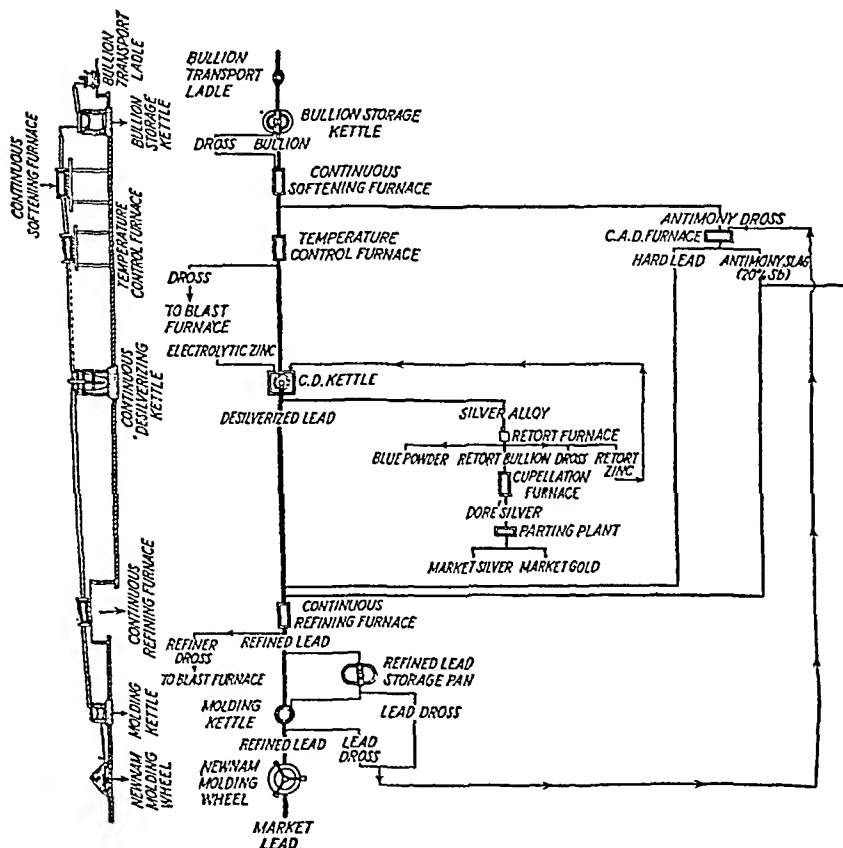 BULLION
TRANSPORT
LADLE
BULLION
STORAGE
KETTLE
CONTINUOUS
SOFTENING FURNACE
TEMPERATURE
CONTROL FURNACE
CONTINUOUS
DESILVERIZING
KETTLE
CONTINUOUS
REFINING FURNACE
MOLDING
KETTLE
NEWNAM
MOLDING
WHEEL
BULLION
TRANSPORT
LADLE
BULLION STORAGE
KETTLE
DROSS BULLION
CONTINUOUS
SOFTENING FURNACE
ANTIMONY DROSS
C.A.D. FURNACE
TEMPERATURE
CONTROL FURNACE
HARD LEAD
ANTIMONY SLAG
(20% Sb)
DROSS
TO BLAST
FURNACE
ELECTROLYTIC ZINC
C.D. KETTLE
DESILVERIZED LEAD
SILVER ALLOY
RETORT FURNACE
BLUE POWDER RETORT BULLION DROSS RETORT
ZINC
CUPELLATION
FURNACE
DORÉ SILVER
PARTING PLANT
MARKET SILVER MARKET GOLD
CONTINUOUS
REFINING FURNACE
REFINER
DROSS
REFINED LEAD
TO BLAST FURNACE
REFINED LEAD
STORAGE PAN
MOLDING
KETTLE
LEAD DROSS
REFINED LEAD
LEAD
DROSS
NEWNAM
MOLDING
WHEEL
MARKET
LEAD